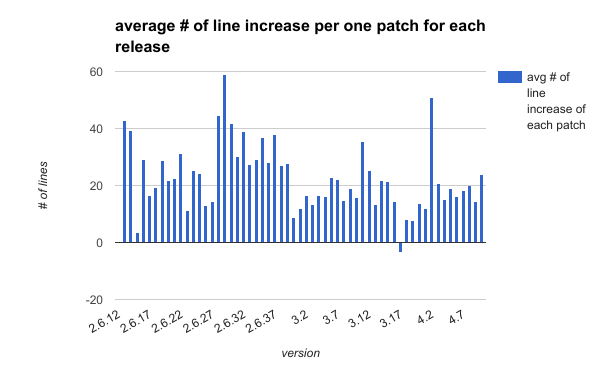 average # of line increase per one patch for each
release
60
40
20
0
-20
# of lines
2.6.12
2.6.17
2.6.22
2.6.27
2.6.32
2.6.37
3.2
3.7
3.12
3.17
4.2
4.7
version
avg # of
line
increase of
each patch